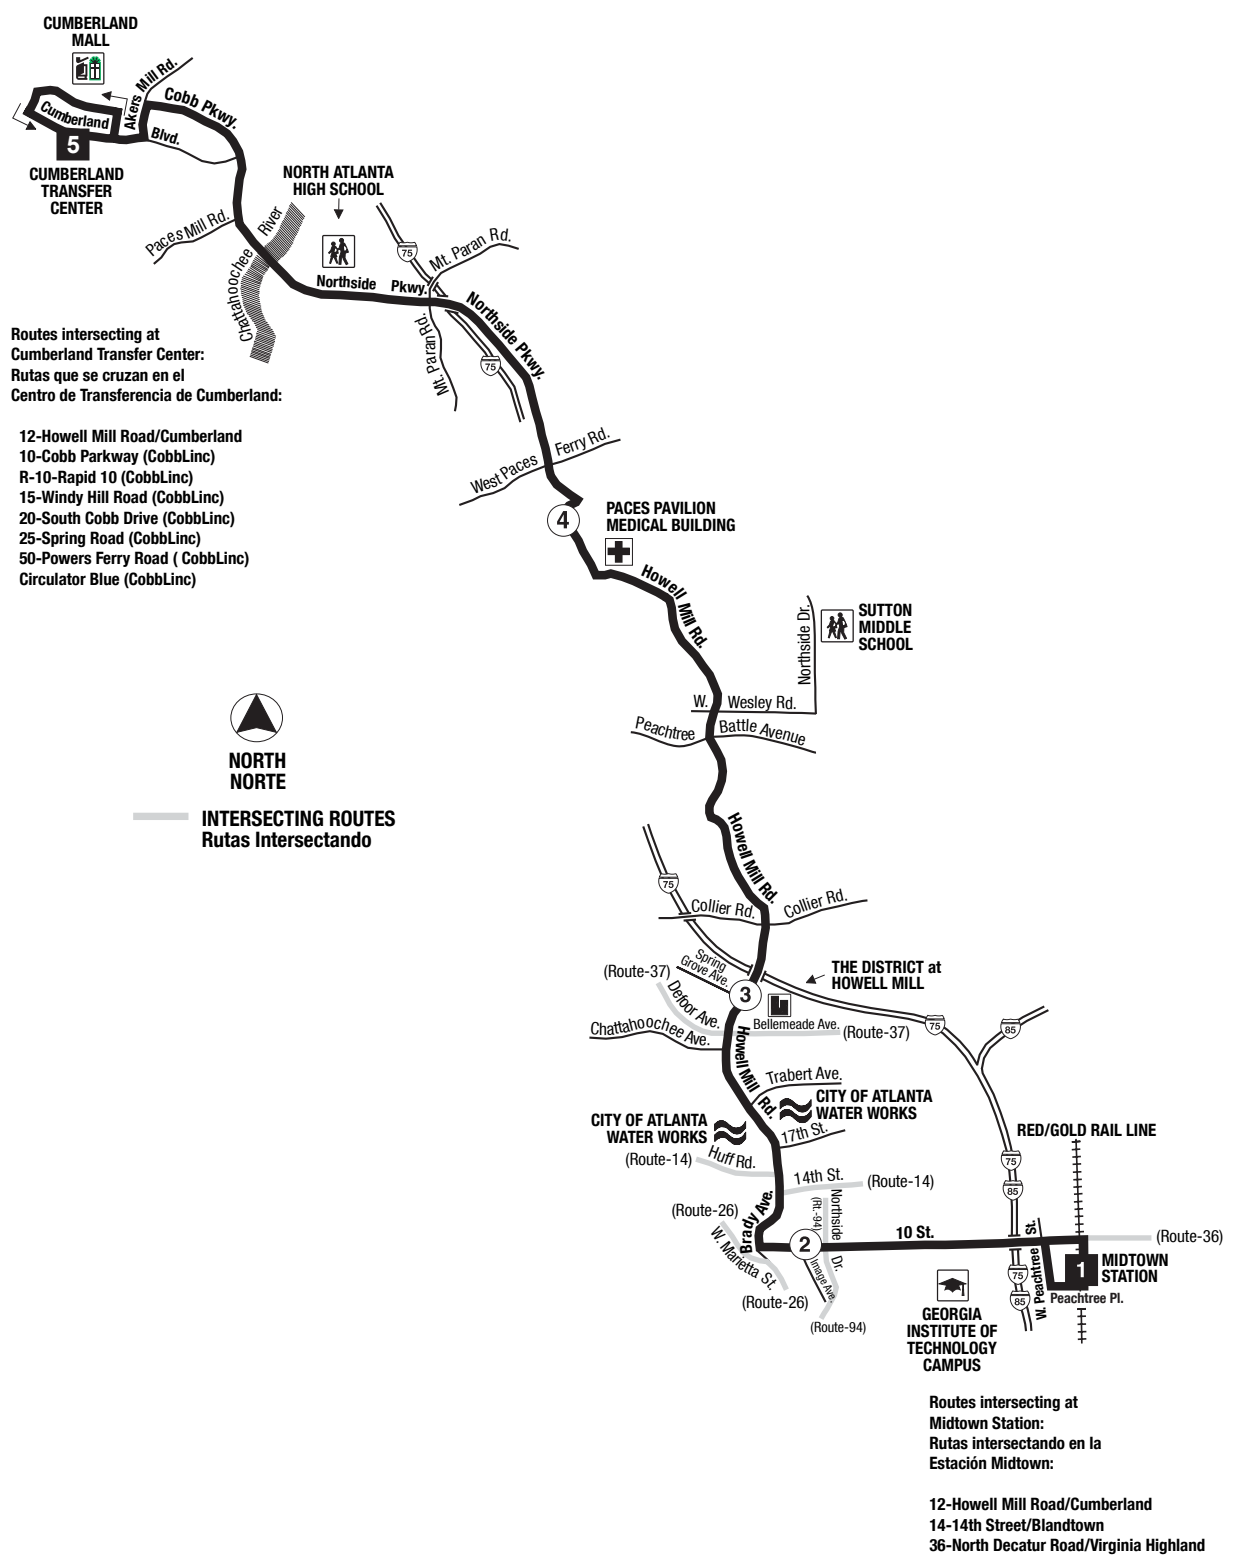 CUMBERLAND
MALL
Akers Mill Rd.
Cobb Pkwy.
Cumberland
Blvd.
5
CUMBERLAND
TRANSFER
CENTER
NORTH ATLANTA
HIGH SCHOOL
Paces Mill Rd.
Chattahoochee River
75
Mt. Paran Rd.
Northside Pkwy.
Northside Pkwy.
Mt. Paran Rd.
75
Routes intersecting at
Cumberland Transfer Center:
Rutas que se cruzan en el
Centro de Transferencia de Cumberland:
12-Howell Mill Road/Cumberland
10-Cobb Parkway (CobbLinc)
R-10-Rapid 10 (CobbLinc)
15-Windy Hill Road (CobbLinc)
20-South Cobb Drive (CobbLinc)
25-Spring Road (CobbLinc)
50-Powers Ferry Road ( CobbLinc)
Circulator Blue (CobbLinc)
West Paces Ferry Rd.
4
PACES PAVILION
MEDICAL BUILDING
Howell Mill Rd.
Northside Dr.
SUTTON
MIDDLE
SCHOOL
W. Wesley Rd.
Peachtree Battle Avenue
NORTH
NORTE
INTERSECTING ROUTES
Rutas Intersectando
Howell Mill Rd.
75
Collier Rd.
Collier Rd.
Spring
Grove Ave.
(Route-37)
THE DISTRICT at
HOWELL MILL
3
Defoor Ave.
Bellemeade Ave.
(Route-37)
Chattahoochee Ave.
Howell Mill Rd.
75
85
Trabert Ave.
CITY OF ATLANTA
WATER WORKS
CITY OF ATLANTA
WATER WORKS
17th St.
RED/GOLD RAIL LINE
(Route-14)
Huff Rd.
14th St.
(Route-14)
75
85
Northside Dr.
(Rt.-94)
(Route-26)
Brady Ave.
W. Marietta St.
2
10 St.
W. Peachtree St.
(Route-36)
1
MIDTOWN
STATION
Image Ave.
75
85
Peachtree Pl.
(Route-26)
(Route-94)
GEORGIA
INSTITUTE OF
TECHNOLOGY
CAMPUS
Routes intersecting at
Midtown Station:
Rutas intersectando en la
Estación Midtown:
12-Howell Mill Road/Cumberland
14-14th Street/Blandtown
36-North Decatur Road/Virginia Highland